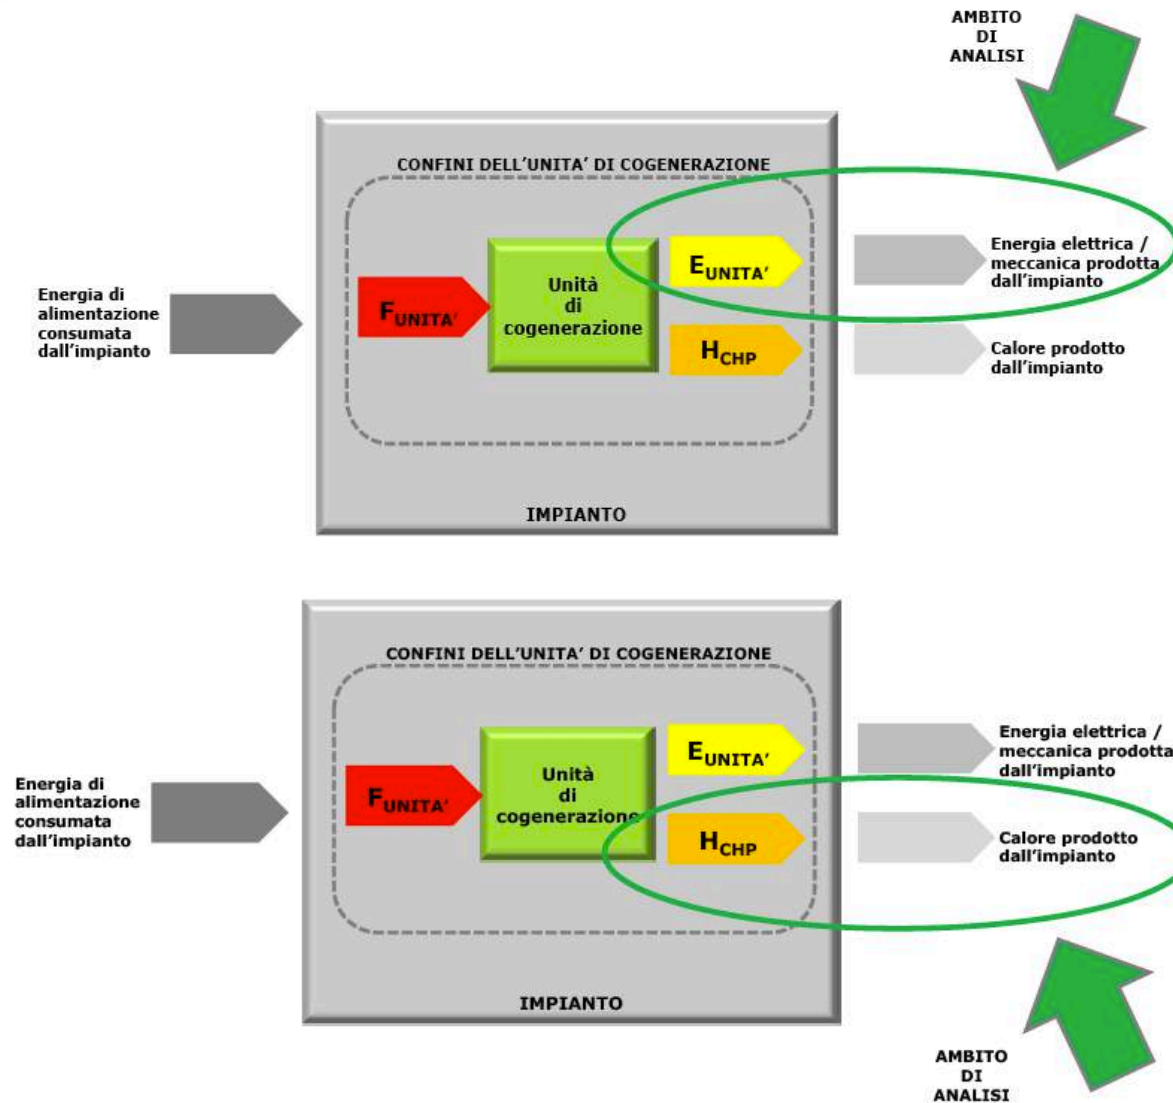 AMBITO
DI
ANALISI
CONFINI DELL'UNITA' DI COGENERAZIONE
Energia di
alimentazione
consumata
dall'impianto
FUNITA'
Unità
di
cogenerazione
EUNITA'
HCHP
Energia elettrica /
meccanica prodotta
dall'impianto
Calore prodotto
dall'impianto
IMPIANTO
CONFINI DELL'UNITA' DI COGENERAZIONE
Energia di
alimentazione
consumata
dall'impianto
FUNITA'
Unità
di
cogenerazione
EUNITA'
HCHP
Energia elettrica /
meccanica prodotta
dall'impianto
Calore prodotto
dall'impianto
IMPIANTO
AMBITO
DI
ANALISI